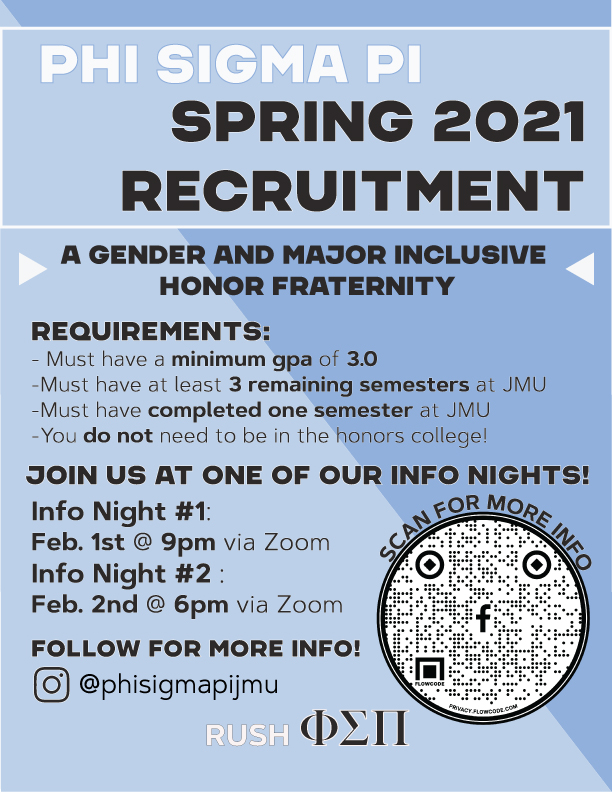 PHI SIGMA PI
SPRING 2021
RECRUITMENT
A GENDER AND MAJOR INCLUSIVE
HONOR FRATERNITY
REQUIREMENTS:
- Must have a minimum gpa of 3.0
-Must have at least 3 remaining semesters at JMU
-Must have completed one semester at JMU
-You do not need to be in the honors college!
JOIN US AT ONE OF OUR INFO NIGHTS!
Info Night #1:
Feb. 1st @ 9pm via Zoom
Info Night #2 :
Feb. 2nd @ 6pm via Zoom
SCAN FOR MORE INFO
f
FLOWCODE
PRIVACY.FLOWCODE.COM
FOLLOW FOR MORE INFO!
@phisigmapijmu
RUSH ΦΣΠ